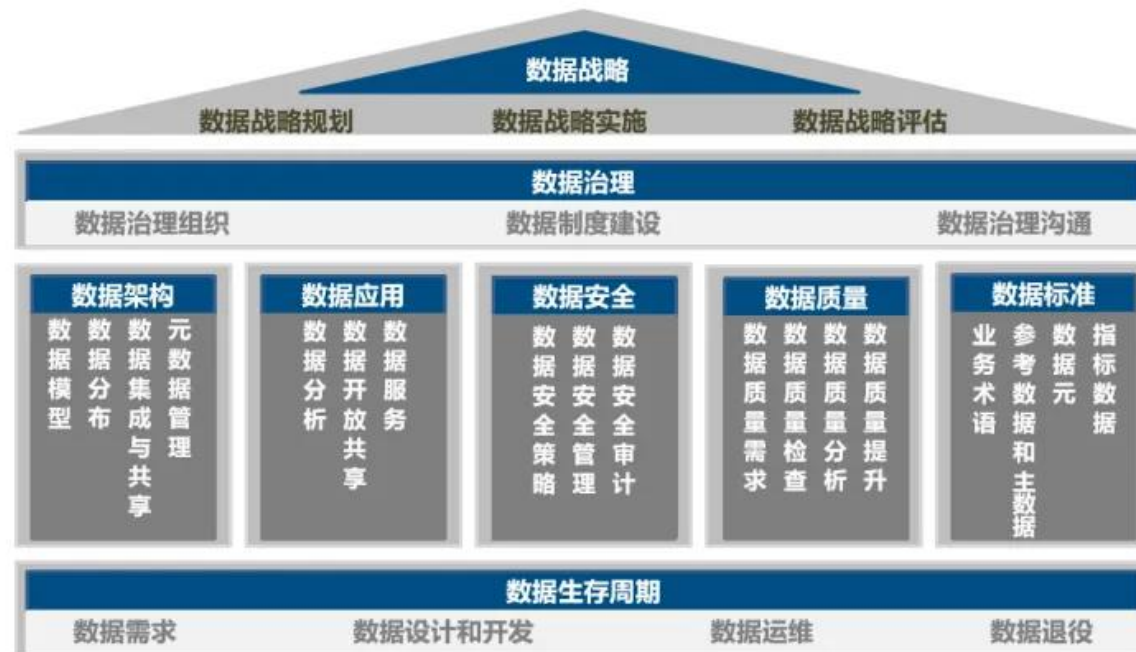 数据战略
数据战略规划 数据战略实施 数据战略评估
数据治理
数据治理组织 数据制度建设 数据治理沟通
数据架构
数据模型
数据分布
数据集成与共享
元数据管理
数据应用
数据分析
数据开放共享
数据服务
数据安全
数据安全策略
数据安全管理
数据安全审计
数据质量
数据质量需求
数据质量检查
数据质量分析
数据质量提升
数据标准
业务术语
参考数据和主数据
数据元
指标数据
数据生存周期
数据需求 数据设计和开发 数据运维 数据退役